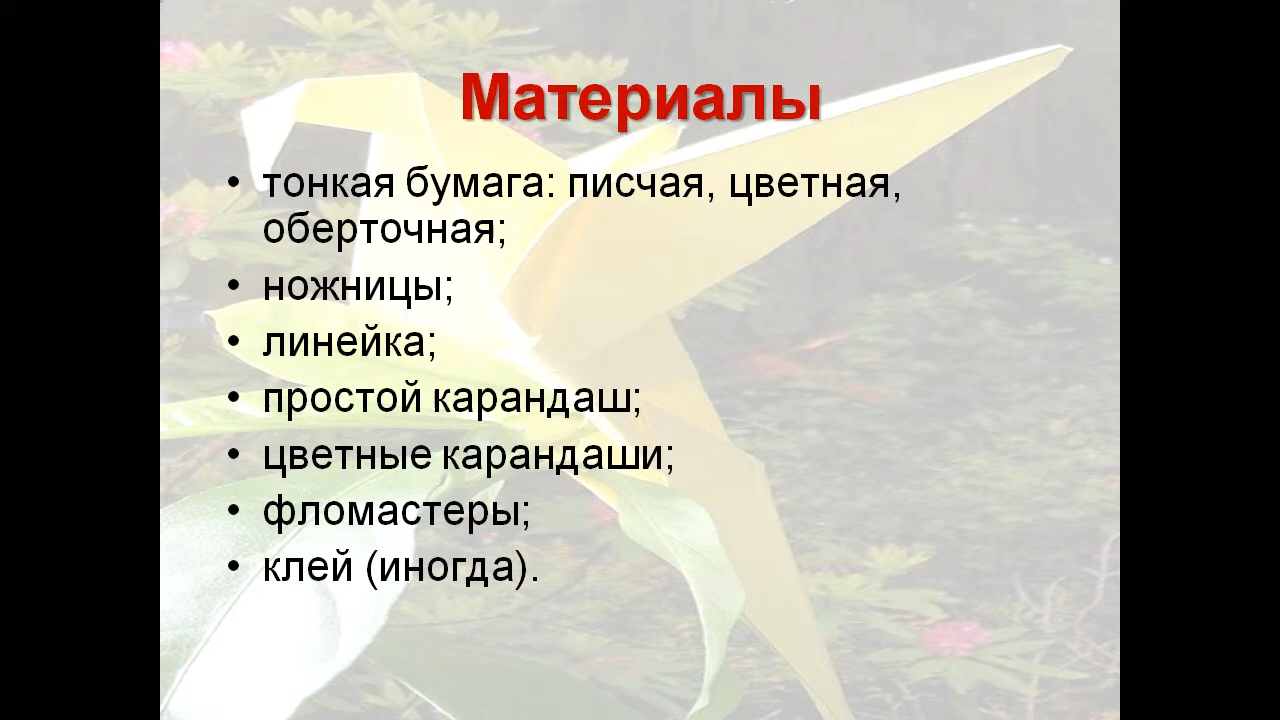 Материалы
• тонкая бумага: писчая, цветная,
оберточная;
• ножницы;
• линейка;
• простой карандаш;
• цветные карандаши;
• фломастеры;
• клей (иногда).